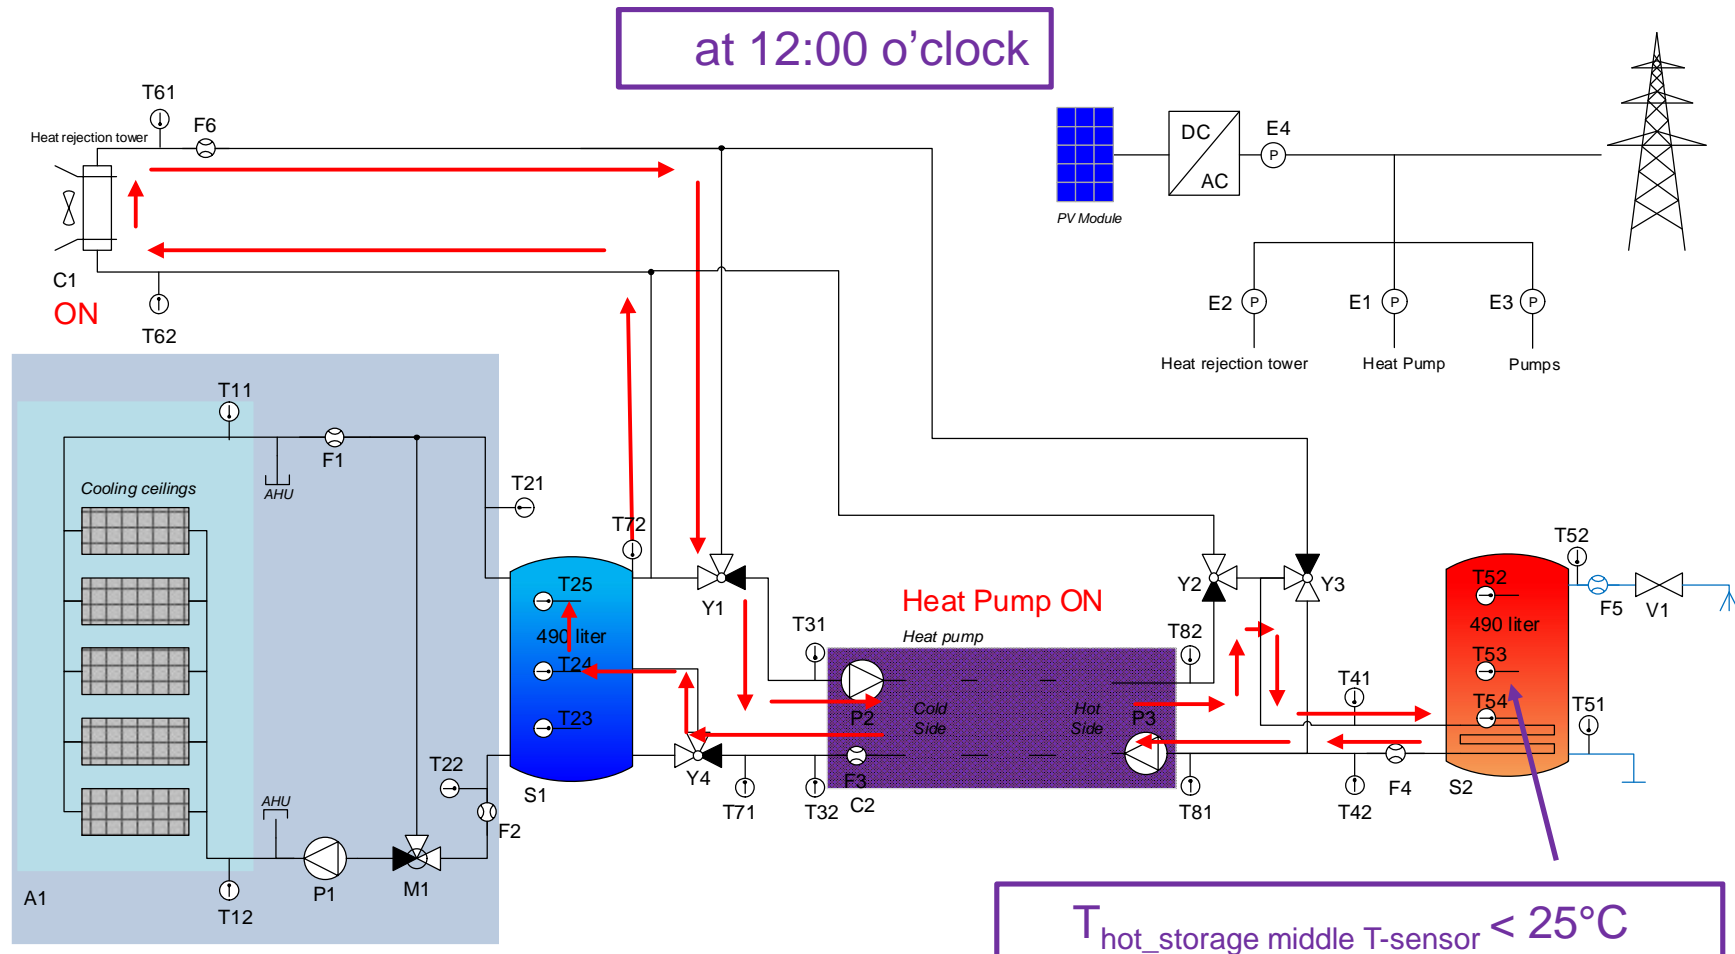 at 12:00 o’clock
T61
F6
Heat rejection tower
C1
ON
T62
DC
AC
E4
P
PV Module
E2
P
E1
P
E3
P
Heat rejection tower
Heat Pump
Pumps
T11
F1
AHU
Cooling ceilings
T21
T72
T25
490 liter
T24
T23
S1
T22
F2
AHU
P1
M1
T12
A1
Y1
Y4
T71
T31
T32
Heat Pump ON
Heat pump
P2
Cold
Side
Hot
Side
P3
F3
C2
T82
T81
Y2
Y3
T41
T42
F4
T52
490 liter
T53
T54
S2
T52
F5
V1
T51
Thot_storage middle T-sensor < 25°C